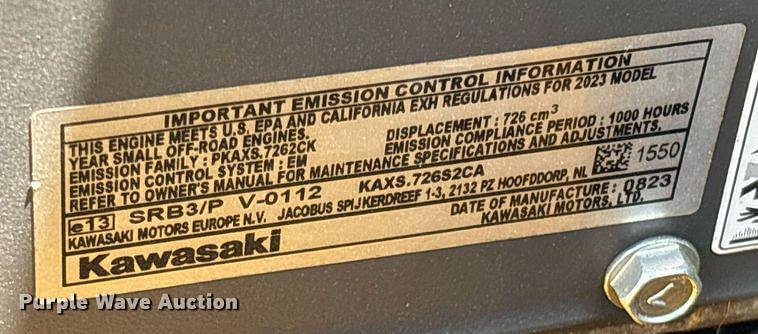 IMPORTANT EMISSION CONTROL INFORMATION
THIS ENGINE MEETS U.S. EPA AND CALIFORNIA EXH REGULATIONS FOR 2023 MODEL
YEAR SMALL OFF-ROAD ENGINES.
EMISSION FAMILY : PKAXS.7262CK DISPLACEMENT : 726 cm³
EMISSION CONTROL SYSTEM : EM EMISSION COMPLIANCE PERIOD : 1000 HOURS
REFER TO OWNER'S MANUAL FOR MAINTENANCE SPECIFICATIONS AND ADJUSTMENTS.
e13 SRB3/P V-0112 KAXS.726S2CA 1550
KAWASAKI MOTORS EUROPE N.V. JACOBUS SPIJKERDREEF 1-3, 2132 PZ HOOFDDORP, NL
DATE OF MANUFACTURE : 0823
Kawasaki KAWASAKI MOTORS, LTD.
Purple Wave Auction